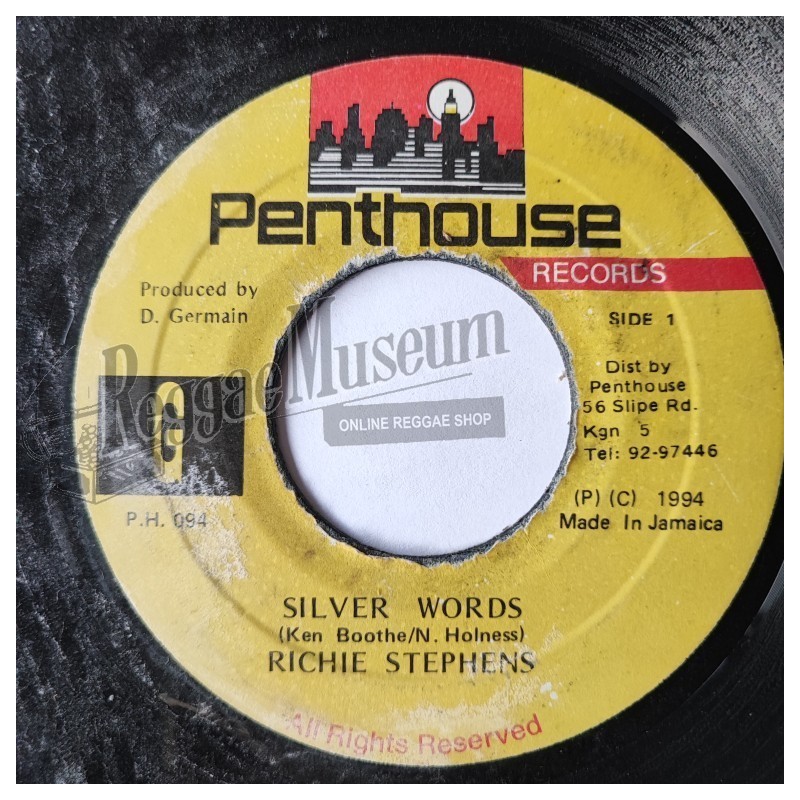 Penthouse
RECORDS
Produced by
D. Germain
SIDE 1
Dist by
Penthouse
56 Slipe Rd.
Kgn 5
Tel: 92-97446
ReggaeMuseum
ONLINE REGGAE SHOP
P.H. 094
(P) (C) 1994
Made In Jamaica
SILVER WORDS
(Ken Boothe/N. Holness)
RICHIE STEPHENS
All Rights Reserved